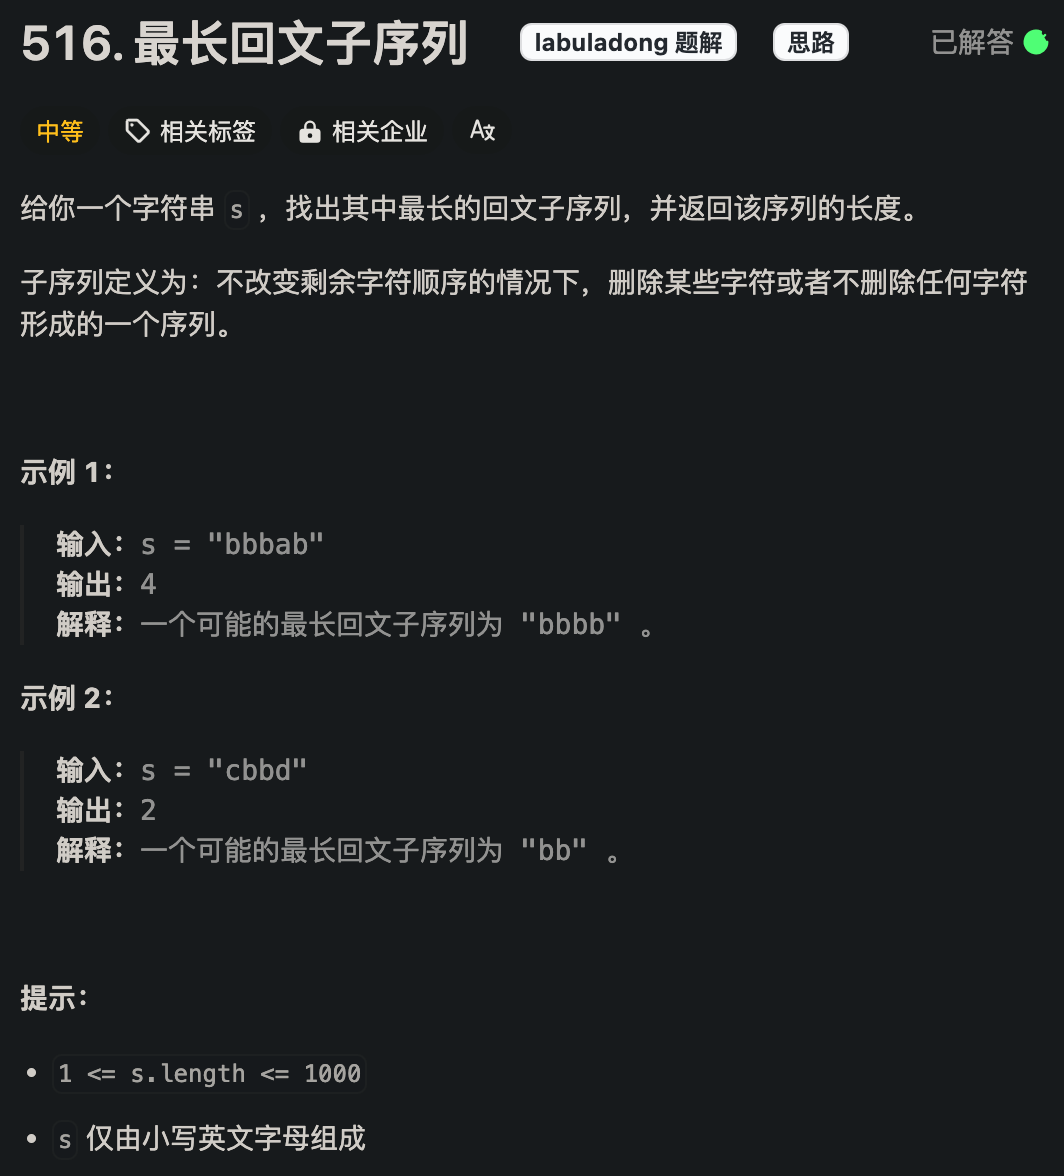 516. 最长回文子序列 labuladong 题解 思路 已解答
中等 相关标签 相关企业
给你一个字符串 s ，找出其中最长的回文子序列，并返回该序列的长度。
子序列定义为：不改变剩余字符顺序的情况下，删除某些字符或者不删除任何字符
形成的一个序列。
示例 1：
输入：s = "bbbab"
输出：4
解释：一个可能的最长回文子序列为 "bbbb" 。
示例 2：
输入：s = "cbbd"
输出：2
解释：一个可能的最长回文子序列为 "bb" 。
提示：
• 1 <= s.length <= 1000
• s 仅由小写英文字母组成